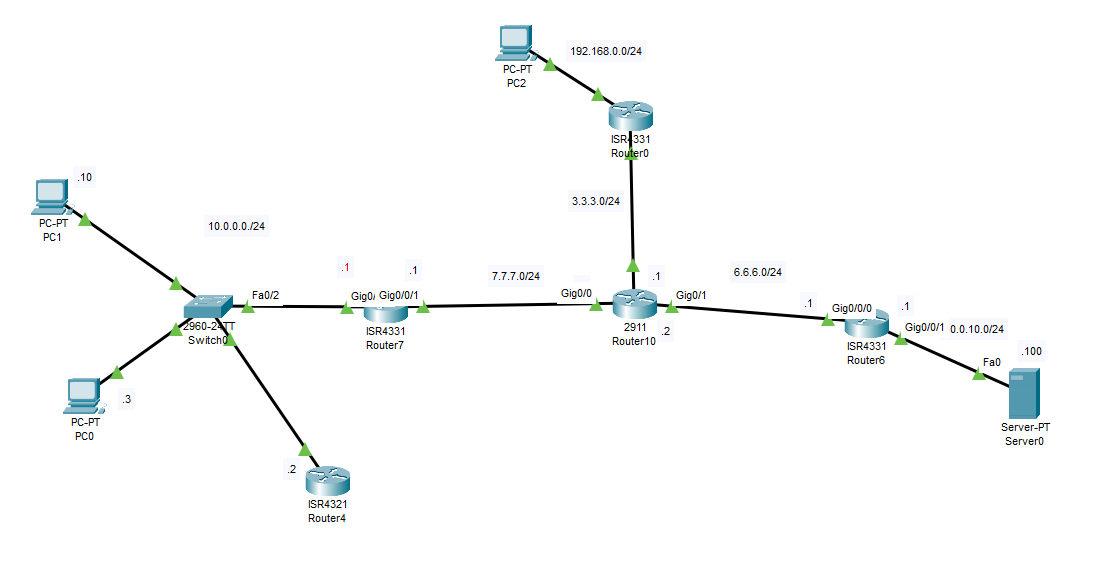 192.168.0.0/24
PC-PT
PC2
ISR4331
Router0
3.3.3.0/24
.10
PC-PT
PC1
10.0.0.0./24
.1
.1
7.7.7.0/24
.1
6.6.6.0/24
Fa0/2
Gig0/
Gig0/0/1
Gig0/0
Gig0/1
.1
Gig0/0/0
.1
2960-24TT
Switch0
ISR4331
Router7
2911
Router10
.2
ISR4331
Router6
Gig0/0/1
0.0.10.0/24
.100
Fa0
.3
PC-PT
PC0
Server-PT
Server0
.2
ISR4321
Router4